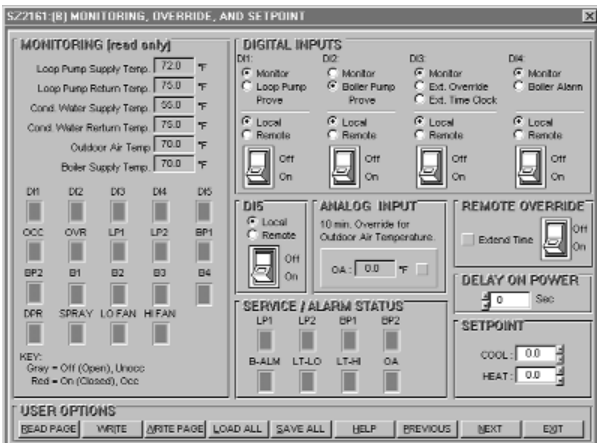 SZ2161:(B) MONITORING, OVERRIDE, AND SETPOINT
MONITORING (read only)
Loop Pump Supply Temp. 72.0 °F
Loop Pump Return Temp. 75.0 °F
Cond. Water Supply Temp. 55.0 °F
Cond. Water Rerturn Temp. 75.0 °F
Outdoor Air Temp 70.0 °F
Boiler Supply Temp. 70.0 °F
DI1 DI2 DI3 DI4 DI5
OCC OVR LP1 LP2 BP1
BP2 B1 B2 B3 B4
DPR SPRAY LO FAN HI FAN
KEY:
Gray = Off (Open), Unocc
Red = On (Closed), Occ
DIGITAL INPUTS
DI1: DI2: DI3: DI4:
Monitor Monitor Monitor Monitor
Loop Pump Prove
Boiler Pump Prove
Ext. Override
Ext. Time Clock
Boiler Alarm
Local Local Local Local
Remote Remote Remote Remote
Off Off Off Off
On On On On
DI5
Local
Remote
Off
On
ANALOG INPUT
10 min. Override for
Outdoor Air Temperature.
OA : 0.0 °F
REMOTE OVERRIDE
Extend Time
Off
On
DELAY ON POWER
0 Sec
SERVICE / ALARM STATUS
LP1 LP2 BP1 BP2
B-ALM LT-LO LT-HI OA
SETPOINT
COOL : 0.0
HEAT : 0.0
USER OPTIONS
READ PAGE WRITE WRITE PAGE LOAD ALL SAVE ALL HELP PREVIOUS NEXT EXIT